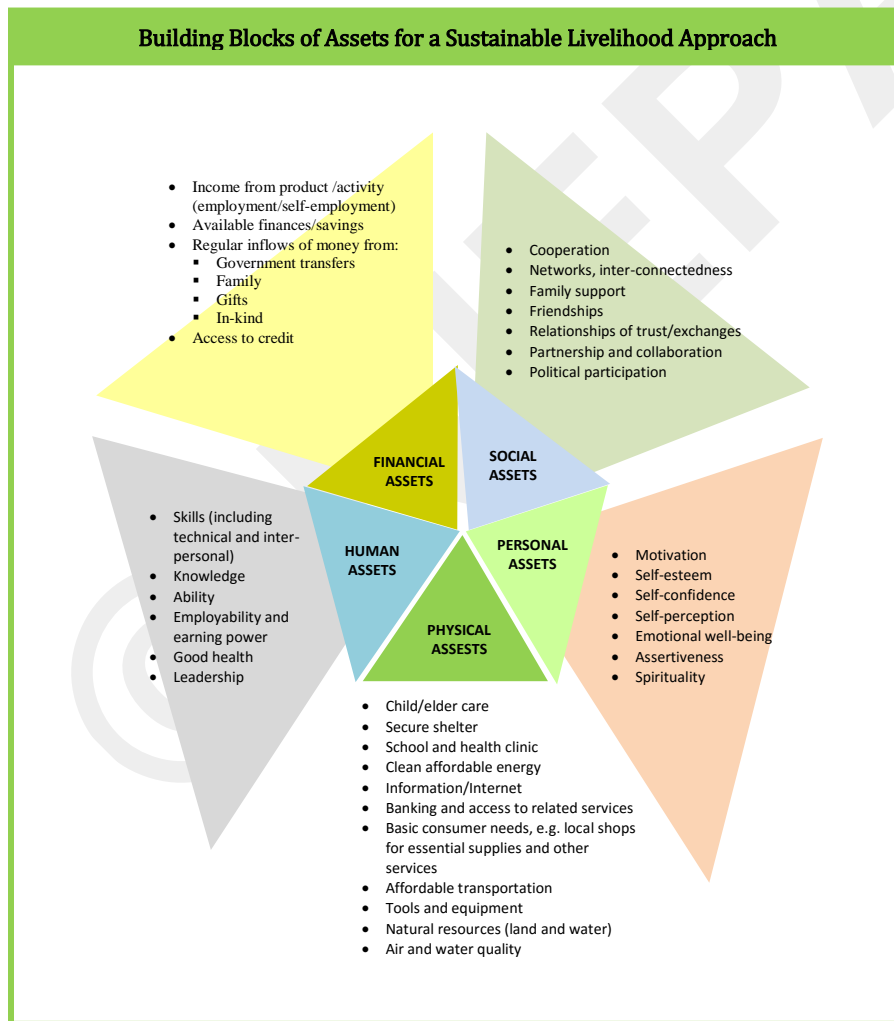 Building Blocks of Assets for a Sustainable Livelihood Approach
• Income from product /activity
(employment/self-employment)
• Available finances/savings
• Regular inflows of money from:
▪ Government transfers
▪ Family
▪ Gifts
▪ In-kind
• Access to credit
• Cooperation
• Networks, inter-connectedness
• Family support
• Friendships
• Relationships of trust/exchanges
• Partnership and collaboration
• Political participation
FINANCIAL
ASSETS
SOCIAL
ASSETS
• Skills (including
technical and inter-
personal)
• Knowledge
• Ability
• Employability and
earning power
• Good health
• Leadership
HUMAN
ASSETS
PERSONAL
ASSETS
PHYSICAL
ASSESTS
• Motivation
• Self-esteem
• Self-confidence
• Self-perception
• Emotional well-being
• Assertiveness
• Spirituality
• Child/elder care
• Secure shelter
• School and health clinic
• Clean affordable energy
• Information/Internet
• Banking and access to related services
• Basic consumer needs, e.g. local shops
for essential supplies and other
services
• Affordable transportation
• Tools and equipment
• Natural resources (land and water)
• Air and water quality